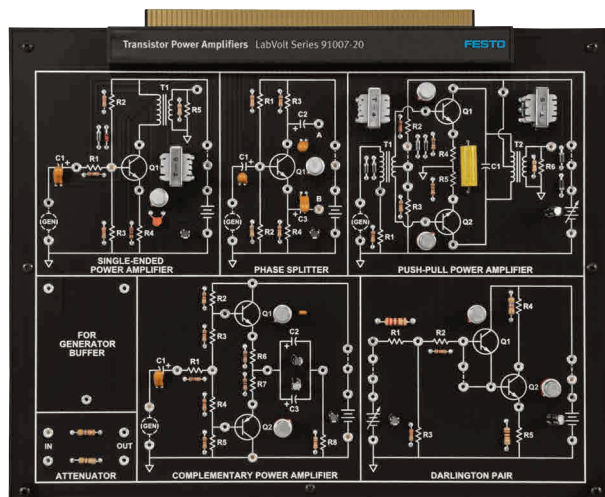 Transistor Power Amplifiers LabVolt Series 91007-20
FESTO
R2
T1
R5
C1
+
R1
Q1
GEN
R3
R4
SINGLE-ENDED
POWER AMPLIFIER
R1
R3
C2
+
A
C1
+
Q1
B
+
C3
GEN
R2
R4
PHASE SPLITTER
Q1
R2
T1
R4
R5
C1
T2
R6
R3
GEN
R1
Q2
PUSH-PULL POWER AMPLIFIER
FOR
GENERATOR
BUFFER
IN
OUT
ATTENUATOR
R2
Q1
R3
C2
+
C1
+
R1
R6
R7
+
C3
R4
GEN
Q2
R5
R8
COMPLEMENTARY POWER AMPLIFIER
R4
R1
R2
Q1
Q2
R3
R5
DARLINGTON PAIR